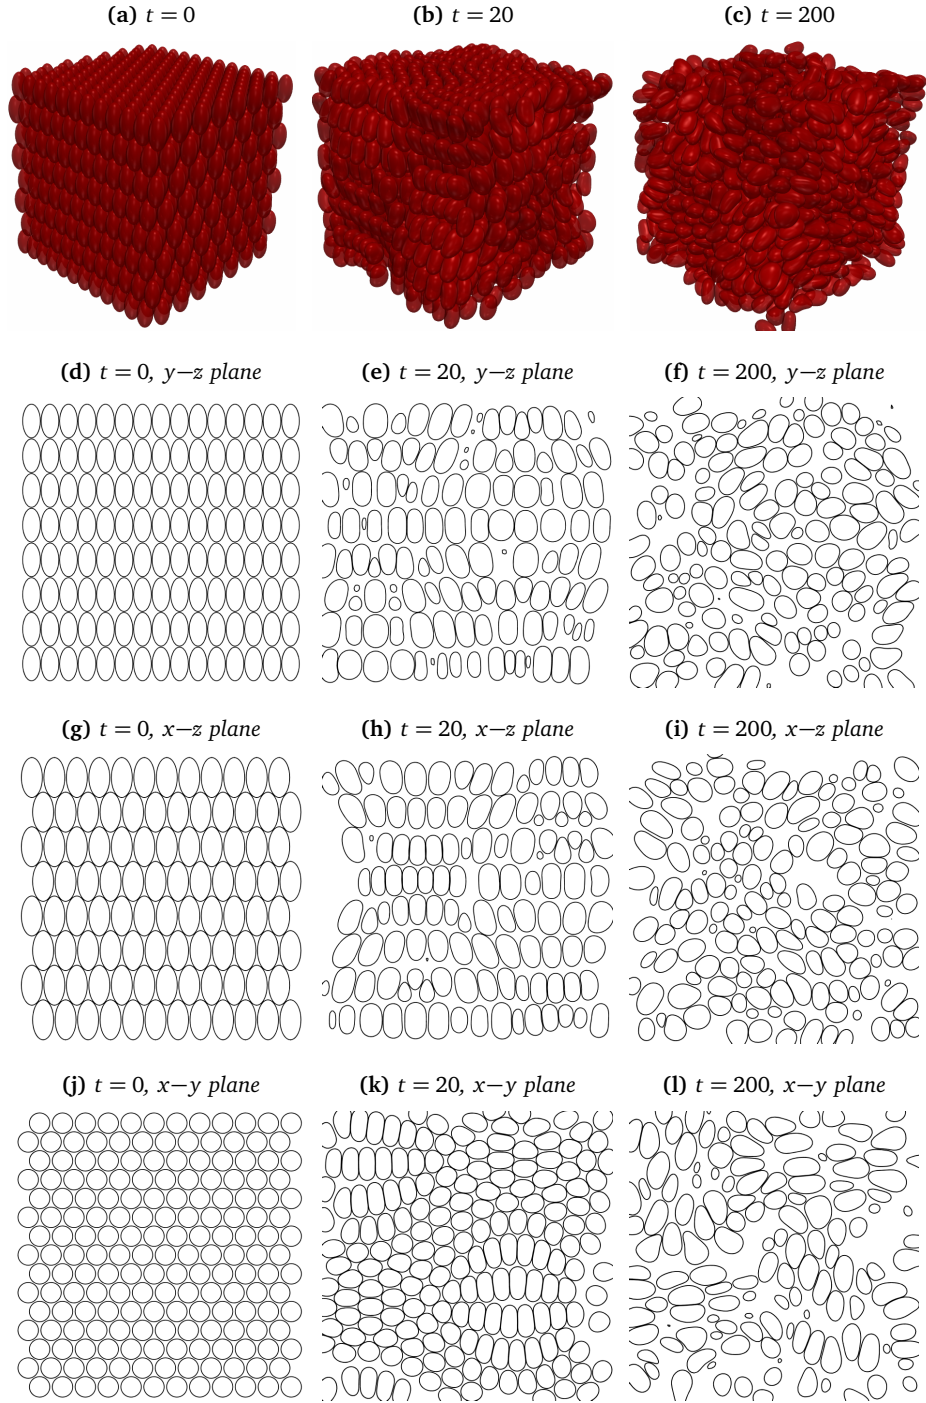 (a) t = 0
(b) t = 20
(c) t = 200
(d) t = 0, y−z plane
(e) t = 20, y−z plane
(f) t = 200, y−z plane
(g) t = 0, x−z plane
(h) t = 20, x−z plane
(i) t = 200, x−z plane
(j) t = 0, x−y plane
(k) t = 20, x−y plane
(l) t = 200, x−y plane